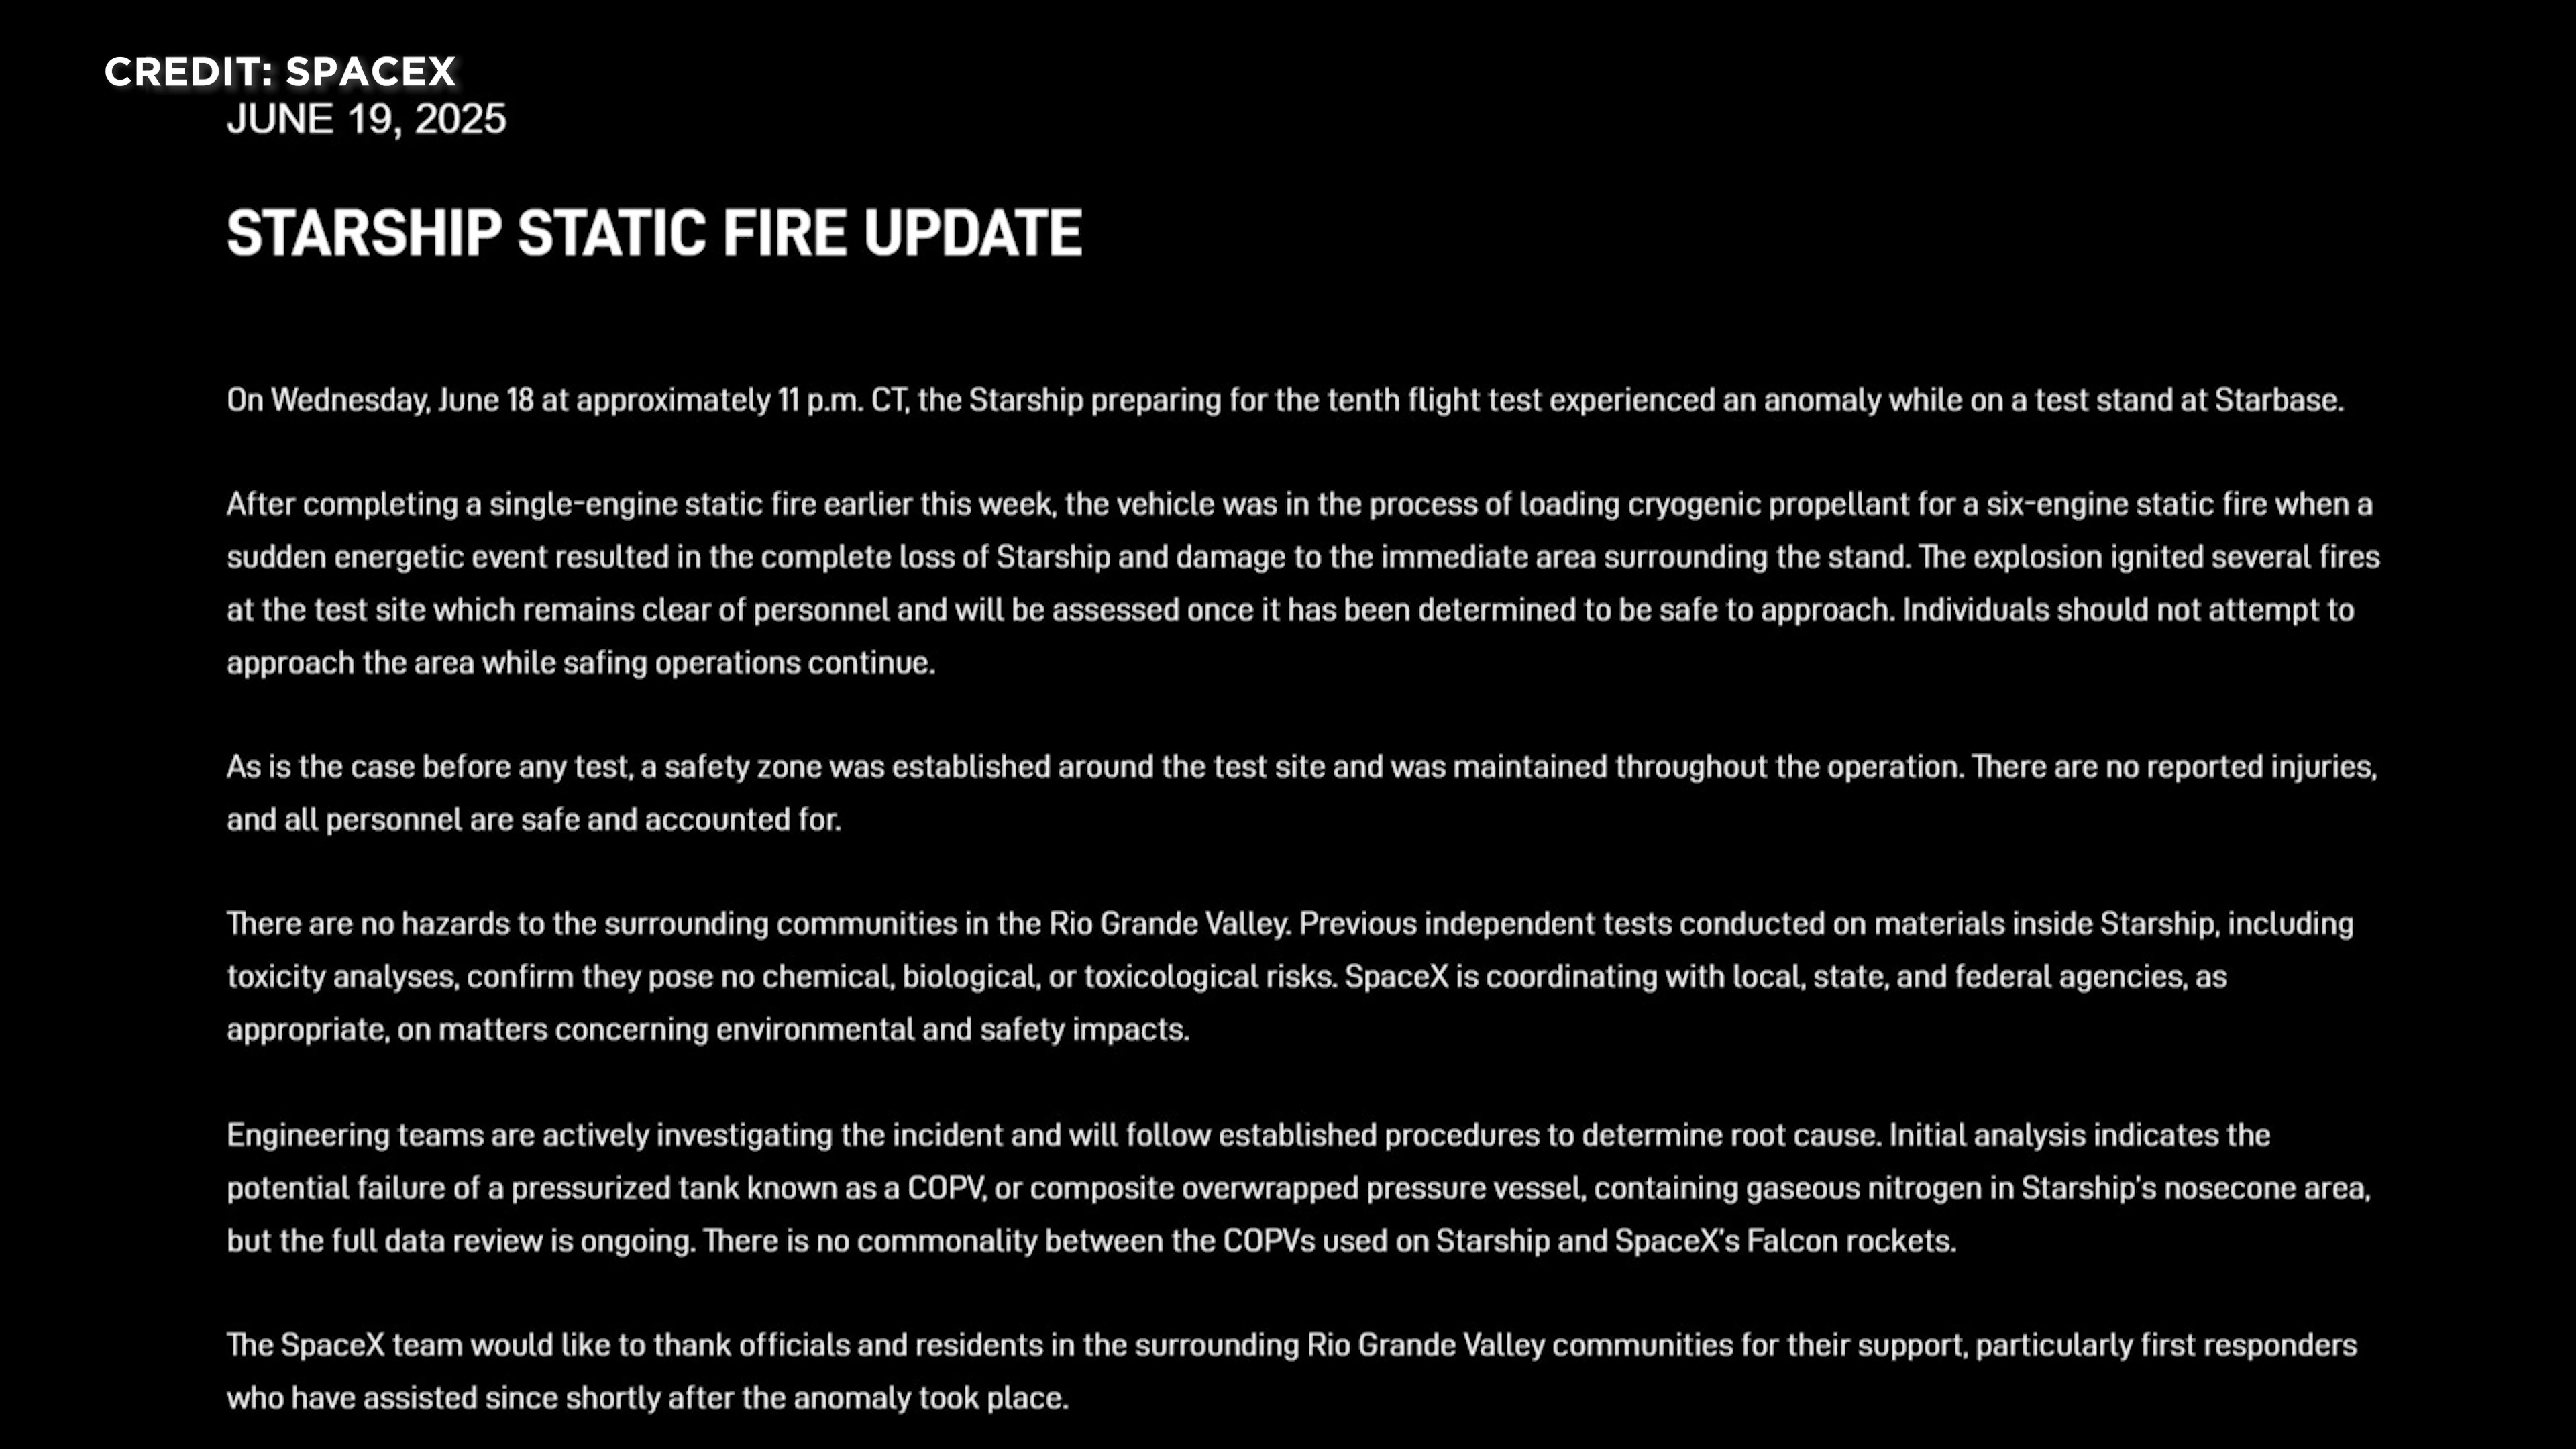 CREDIT: SPACEX
JUNE 19, 2025
STARSHIP STATIC FIRE UPDATE
On Wednesday, June 18 at approximately 11 p.m. CT, the Starship preparing for the tenth flight test experienced an anomaly while on a test stand at Starbase.
After completing a single-engine static fire earlier this week, the vehicle was in the process of loading cryogenic propellant for a six-engine static fire when a
sudden energetic event resulted in the complete loss of Starship and damage to the immediate area surrounding the stand. The explosion ignited several fires
at the test site which remains clear of personnel and will be assessed once it has been determined to be safe to approach. Individuals should not attempt to
approach the area while safing operations continue.
As is the case before any test, a safety zone was established around the test site and was maintained throughout the operation. There are no reported injuries,
and all personnel are safe and accounted for.
There are no hazards to the surrounding communities in the Rio Grande Valley. Previous independent tests conducted on materials inside Starship, including
toxicity analyses, confirm they pose no chemical, biological, or toxicological risks. SpaceX is coordinating with local, state, and federal agencies, as
appropriate, on matters concerning environmental and safety impacts.
Engineering teams are actively investigating the incident and will follow established procedures to determine root cause. Initial analysis indicates the
potential failure of a pressurized tank known as a COPV, or composite overwrapped pressure vessel, containing gaseous nitrogen in Starship's nosecone area,
but the full data review is ongoing. There is no commonality between the COPVs used on Starship and SpaceX's Falcon rockets.
The SpaceX team would like to thank officials and residents in the surrounding Rio Grande Valley communities for their support, particularly first responders
who have assisted since shortly after the anomaly took place.